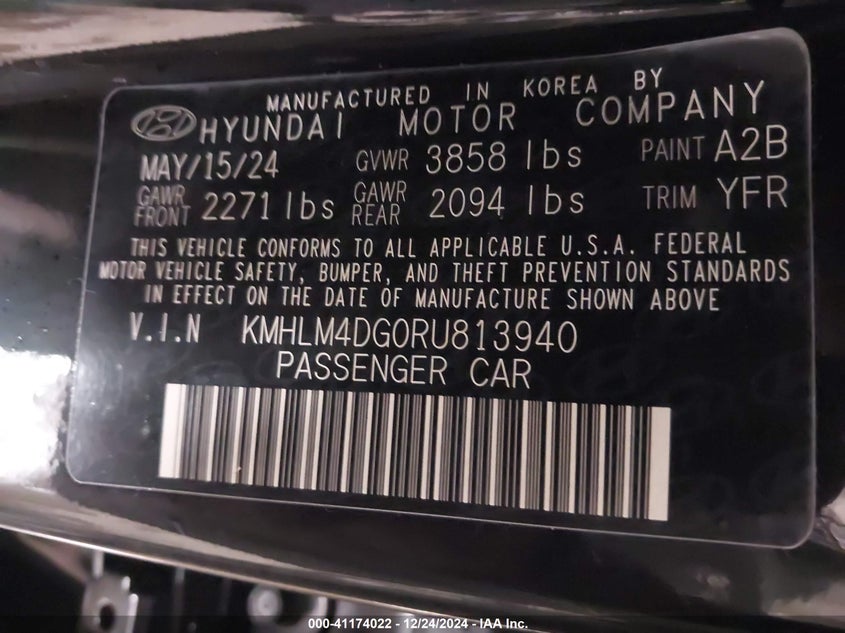 MANUFACTURED IN KOREA BY
HYUNDAI MOTOR COMPANY
MAY/15/24 GVWR 3858 lbs PAINT A2B
GAWR FRONT 2271 lbs GAWR REAR 2094 lbs TRIM YFR
THIS VEHICLE CONFORMS TO ALL APPLICABLE U.S.A. FEDERAL
MOTOR VEHICLE SAFETY, BUMPER, AND THEFT PREVENTION STANDARDS
IN EFFECT ON THE DATE OF MANUFACTURE SHOWN ABOVE
V.I.N KMHLM4DG0RU813940
PASSENGER CAR
000-41174022 - 12/24/2024 - IAA Inc.